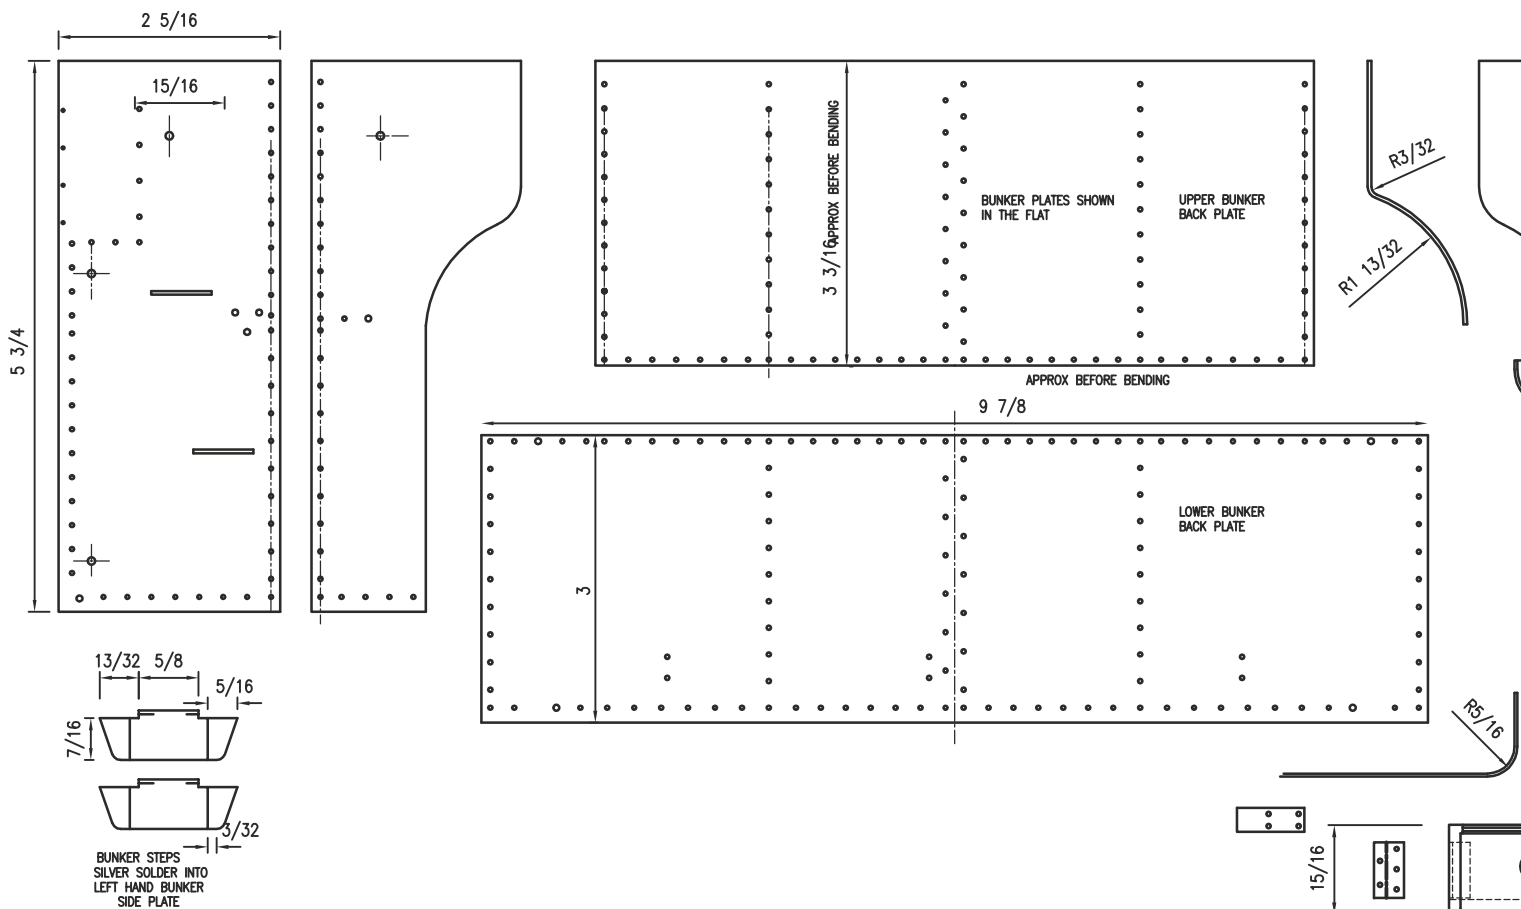 2 5/16
15/16
5 3/4
APPROX BEFORE BENDING
3 3/16
BUNKER PLATES SHOWN
IN THE FLAT
UPPER BUNKER
BACK PLATE
R3/32
R1 13/32
APPROX BEFORE BENDING
9 7/8
3
LOWER BUNKER
BACK PLATE
13/32
5/8
5/16
7/16
3/32
BUNKER STEPS
SILVER SOLDER INTO
LEFT HAND BUNKER
SIDE PLATE
R5/16
15/16